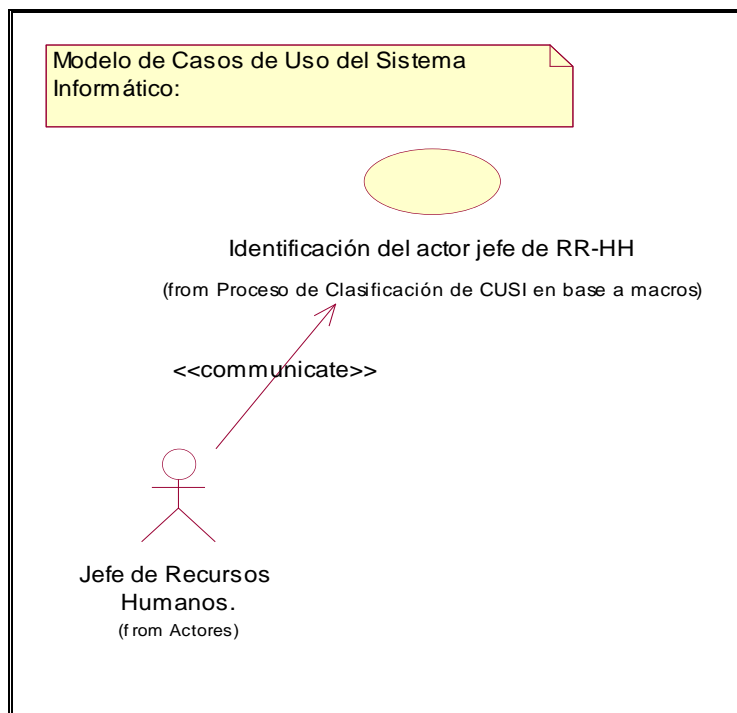 Modelo de Casos de Uso del Sistema
Informático:
Identificación del actor jefe de RR-HH
(from Proceso de Clasificación de CUSI en base a macros)
<<communicate>>
Jefe de Recursos
Humanos.
(from Actores)